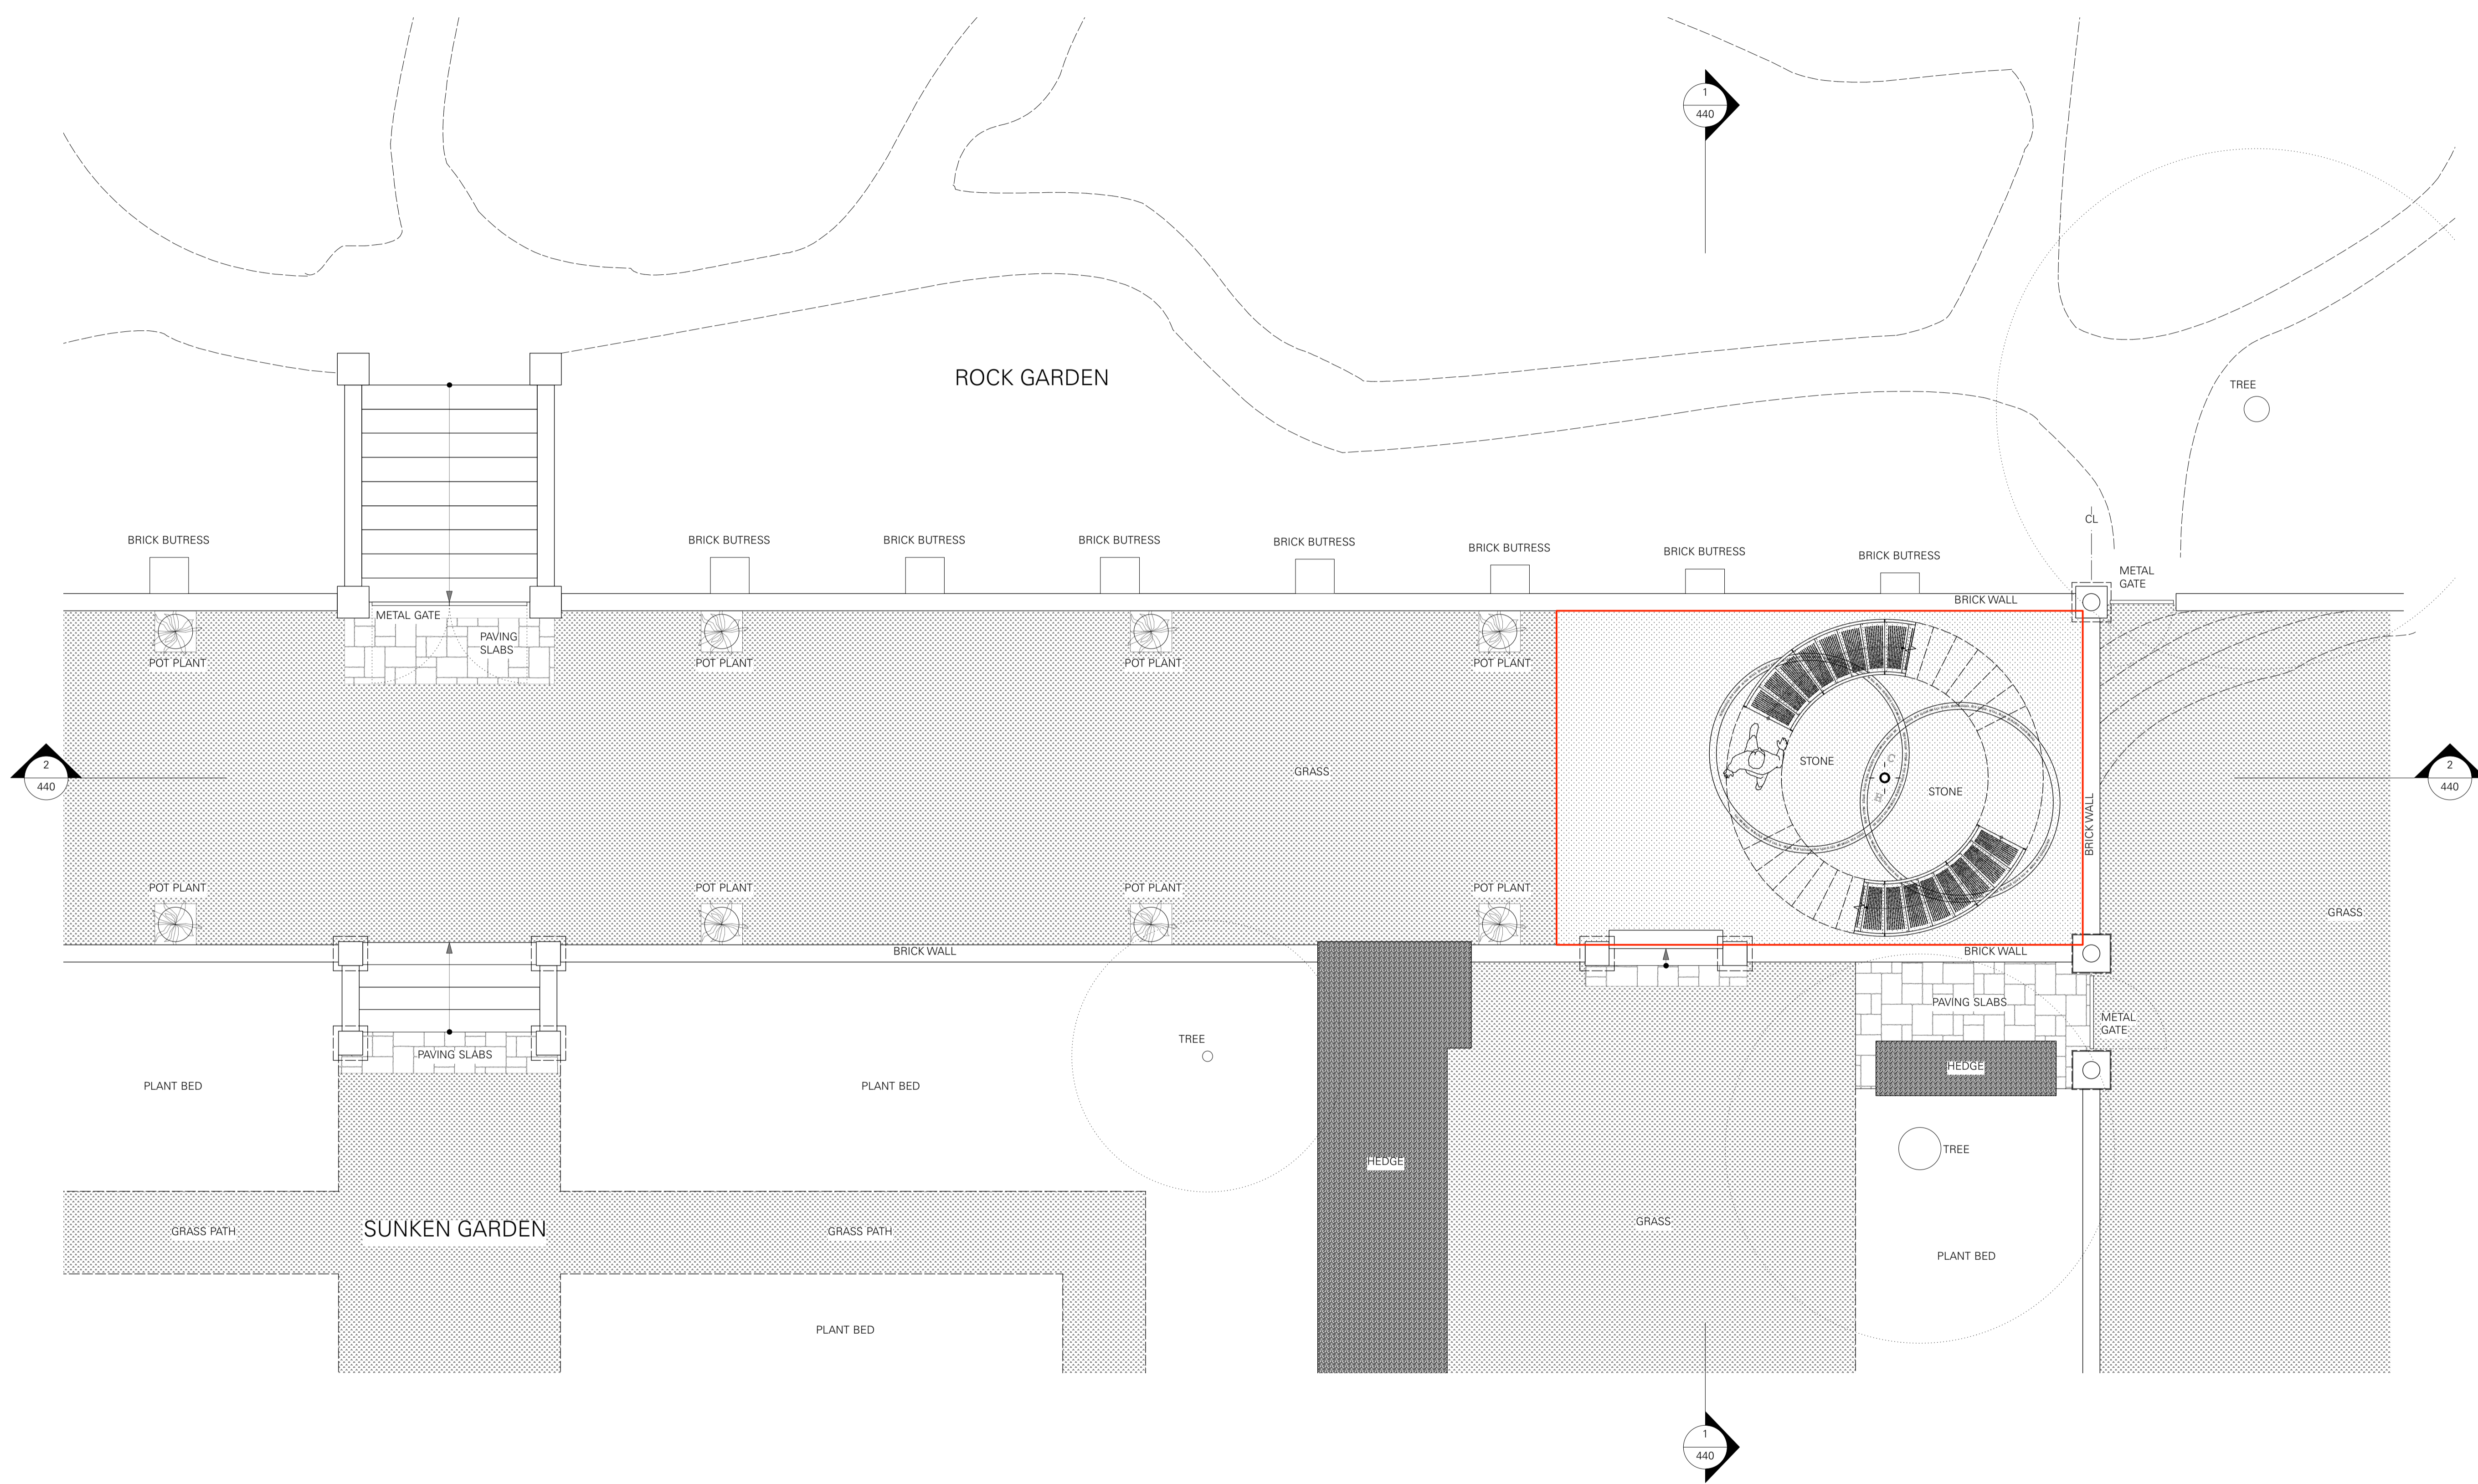 1
440
ROCK GARDEN
TREE
CL
BRICK BUTRESS
BRICK BUTRESS
BRICK BUTRESS
BRICK BUTRESS
BRICK BUTRESS
BRICK BUTRESS
BRICK BUTRESS
BRICK BUTRESS
METAL
GATE
BRICK WALL
METAL GATE
PAVING
SLABS
POT PLANT
POT PLANT
POT PLANT
POT PLANT
2
440
GRASS
STONE
STONE
C
2
440
BRICK WALL
POT PLANT
POT PLANT
POT PLANT
POT PLANT
GRASS
BRICK WALL
BRICK WALL
PAVING SLABS
METAL
GATE
TREE
PAVING SLABS
HEDGE
PLANT BED
PLANT BED
TREE
HEDGE
GRASS PATH
SUNKEN GARDEN
GRASS PATH
GRASS
PLANT BED
PLANT BED
1
440